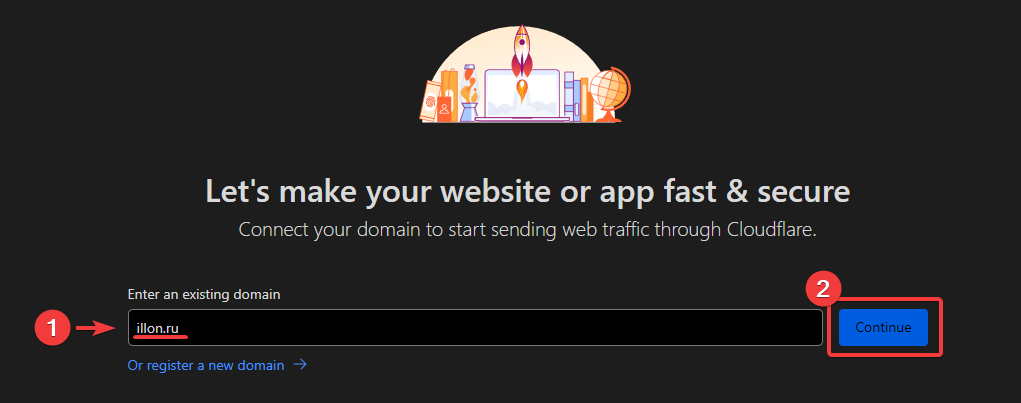 Let's make your website or app fast & secure
Connect your domain to start sending web traffic through Cloudflare.
Enter an existing domain
1
illon.ru
2
Continue
Or register a new domain →